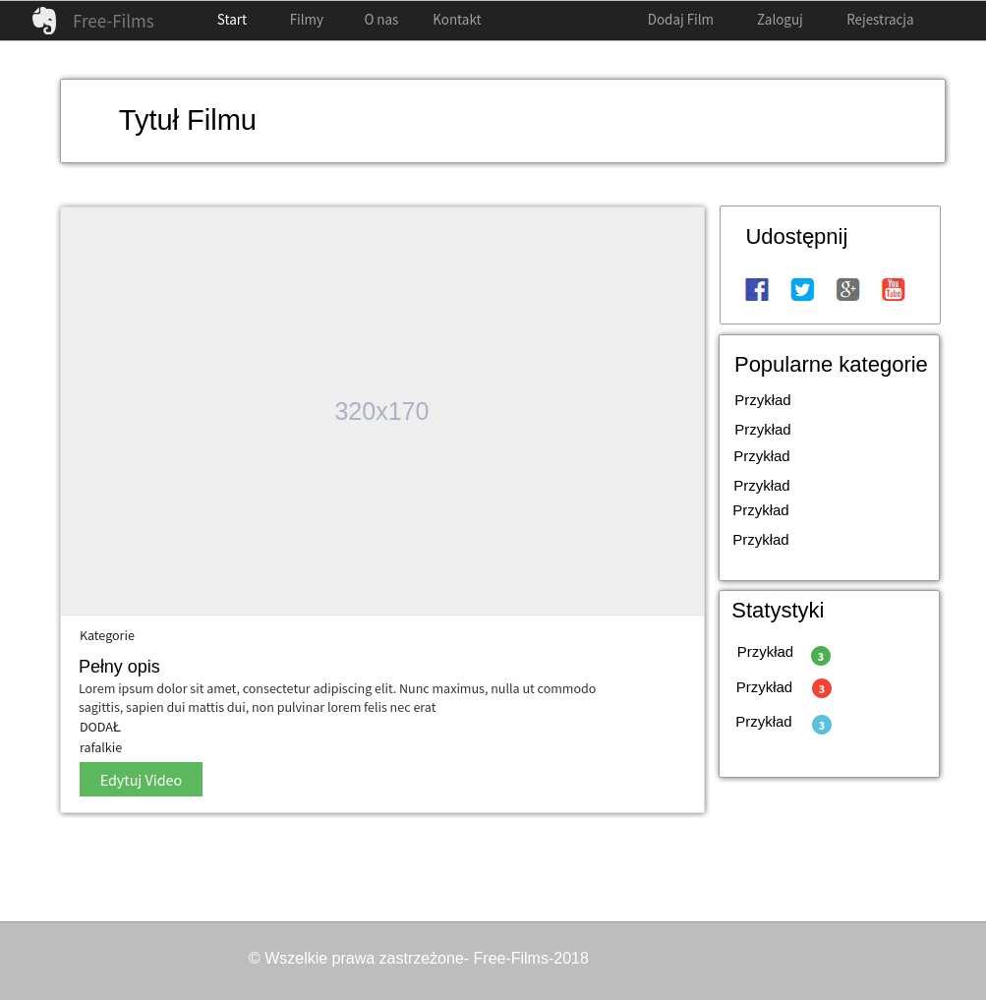 Free-Films Start Filmy O nas Kontakt Dodaj Film Zaloguj Rejestracja
Tytuł Filmu
320x170
Kategorie
Pełny opis
Lorem ipsum dolor sit amet, consectetur adipiscing elit. Nunc maximus, nulla ut commodo
sagittis, sapien dui mattis dui, non pulvinar lorem felis nec erat
DODAŁ
rafalkie
Edytuj Video
Udostępnij
f g+ You
Tube
Popularne kategorie
Przykład
Przykład
Przykład
Przykład
Przykład
Przykład
Statystyki
Przykład 3
Przykład 3
Przykład 3
© Wszelkie prawa zastrzeżone- Free-Films-2018